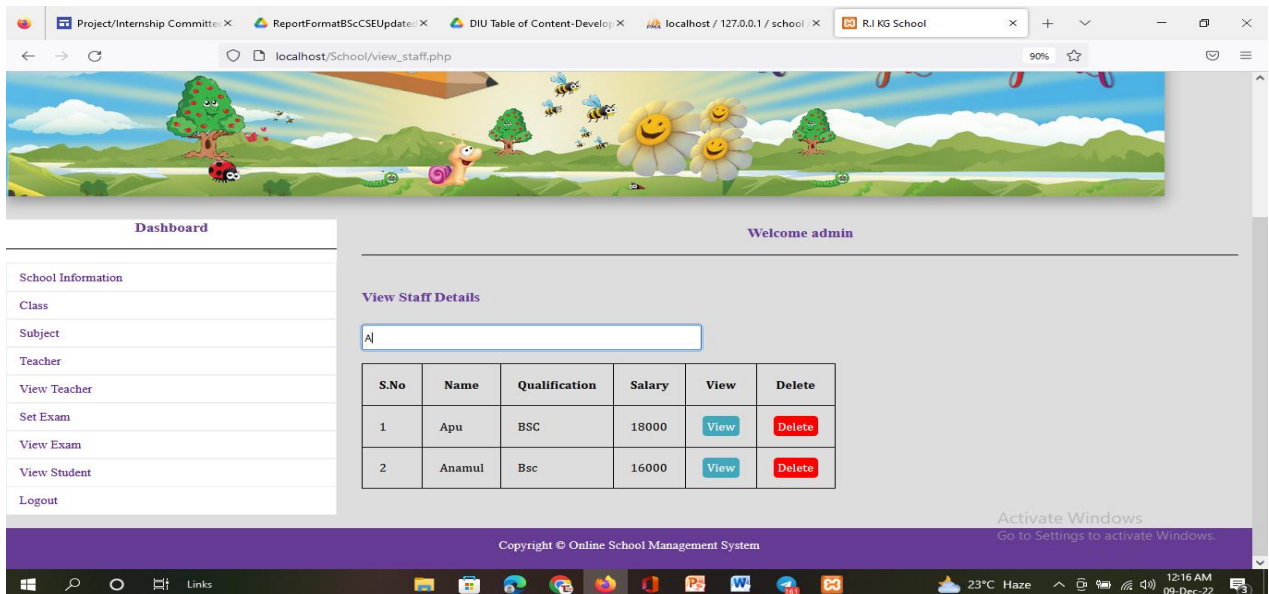 Project/Internship Committee
ReportFormatBScCSEUpdated
DIU Table of Content-Develop
localhost / 127.0.0.1 / school /
R.I KG School
localhost/School/view_staff.php
90%
Dashboard
Welcome admin
School Information
Class
Subject
Teacher
View Teacher
Set Exam
View Exam
View Student
Logout
View Staff Details
A
S.No Name Qualification Salary View Delete
1 Apu BSC 18000 View Delete
2 Anamul Bsc 16000 View Delete
Activate Windows
Go to Settings to activate Windows.
Copyright © Online School Management System
Links
161
23°C Haze
12:16 AM
09-Dec-22
3